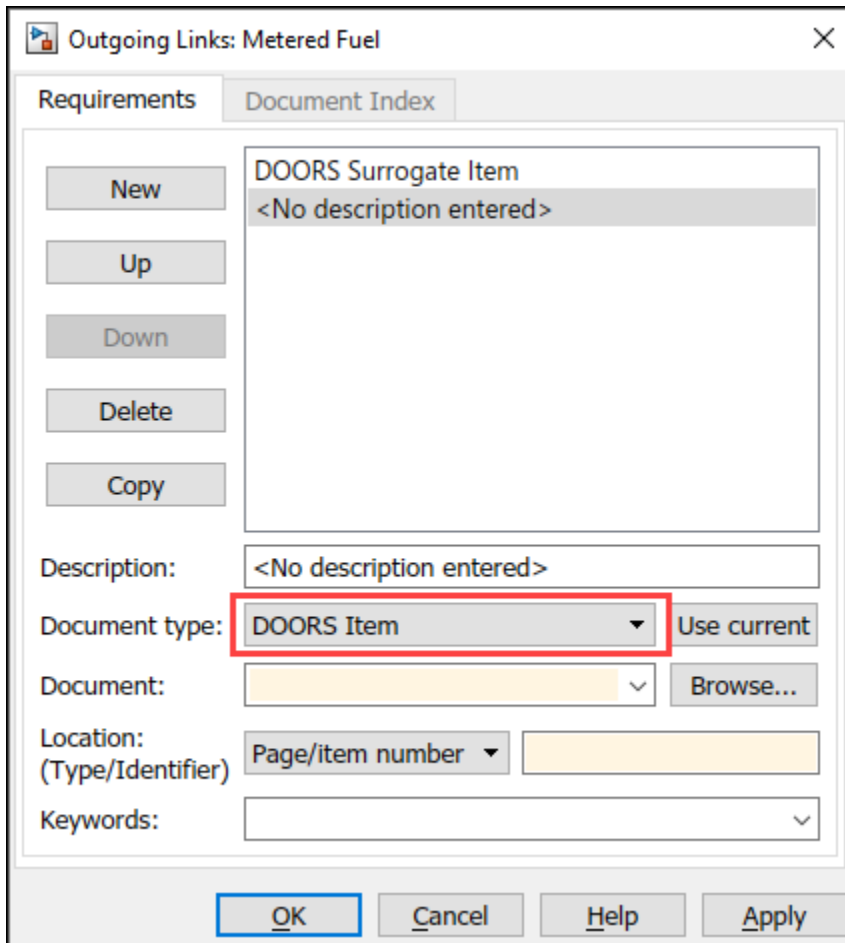 Outgoing Links: Metered Fuel
Requirements Document Index
New
Up
Down
Delete
Copy
DOORS Surrogate Item
<No description entered>
Description: <No description entered>
Document type: DOORS Item Use current
Document: Browse...
Location:
(Type/Identifier) Page/item number
Keywords:
OK Cancel Help Apply